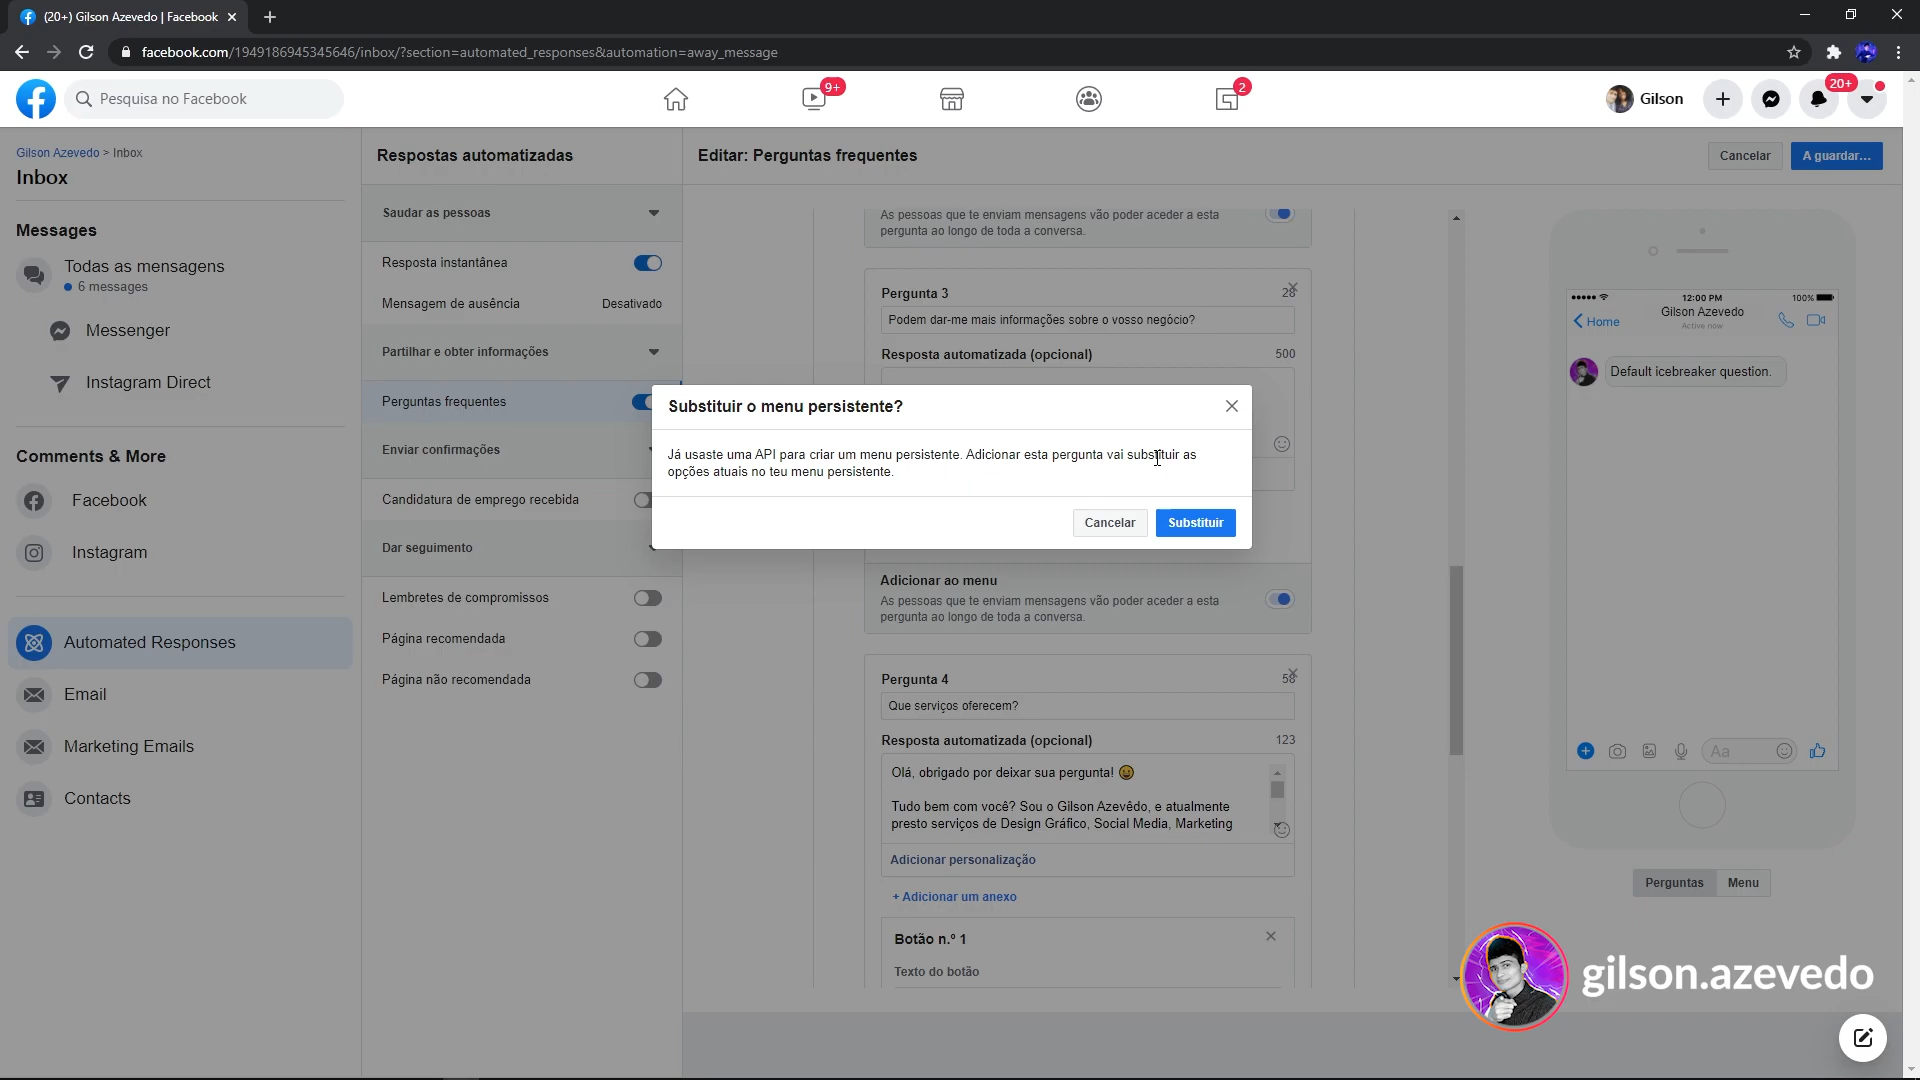 (20+) Gilson Azevedo | Facebook
facebook.com/1949186945345646/inbox/?section=automated_responses&automation=away_message
Pesquisa no Facebook
9+
2
Gilson
20+
Gilson Azevedo > Inbox
Inbox
Messages
Todas as mensagens
6 messages
Messenger
Instagram Direct
Comments & More
Facebook
Instagram
Automated Responses
Email
Marketing Emails
Contacts
Respostas automatizadas
Saudar as pessoas
Resposta instantânea
Mensagem de ausência Desativado
Partilhar e obter informações
Perguntas frequentes
Enviar confirmações
Candidatura de emprego recebida
Dar seguimento
Lembretes de compromissos
Página recomendada
Página não recomendada
Editar: Perguntas frequentes
Cancelar
A guardar...
As pessoas que te enviam mensagens vão poder aceder a esta
pergunta ao longo de toda a conversa.
Pergunta 3 28
Podem dar-me mais informações sobre o vosso negócio?
Resposta automatizada (opcional) 500
Substituir o menu persistente?
Já usaste uma API para criar um menu persistente. Adicionar esta pergunta vai substituir as
opções atuais no teu menu persistente.
Cancelar
Substituir
Adicionar ao menu
As pessoas que te enviam mensagens vão poder aceder a esta
pergunta ao longo de toda a conversa.
Pergunta 4 58
Que serviços oferecem?
Resposta automatizada (opcional) 123
Olá, obrigado por deixar sua pergunta! 😀
Tudo bem com você? Sou o Gilson Azevêdo, e atualmente
presto serviços de Design Gráfico, Social Media, Marketing
Adicionar personalização
+ Adicionar um anexo
Botão n.º 1
Texto do botão
12:00 PM 100%
Home
Gilson Azevedo
Active now
Default icebreaker question.
Aa
Perguntas
Menu
gilson.azevedo